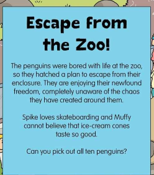 Escape from
the Zoo!
The penguins were bored with life at the zoo,
so they hatched a plan to escape from their
enclosure. They are enjoying their newfound
freedom, completely unaware of the chaos
they have created around them.
Spike loves skateboarding and Muffy
cannot believe that ice-cream cones
taste so good.
Can you pick out all ten penguins?